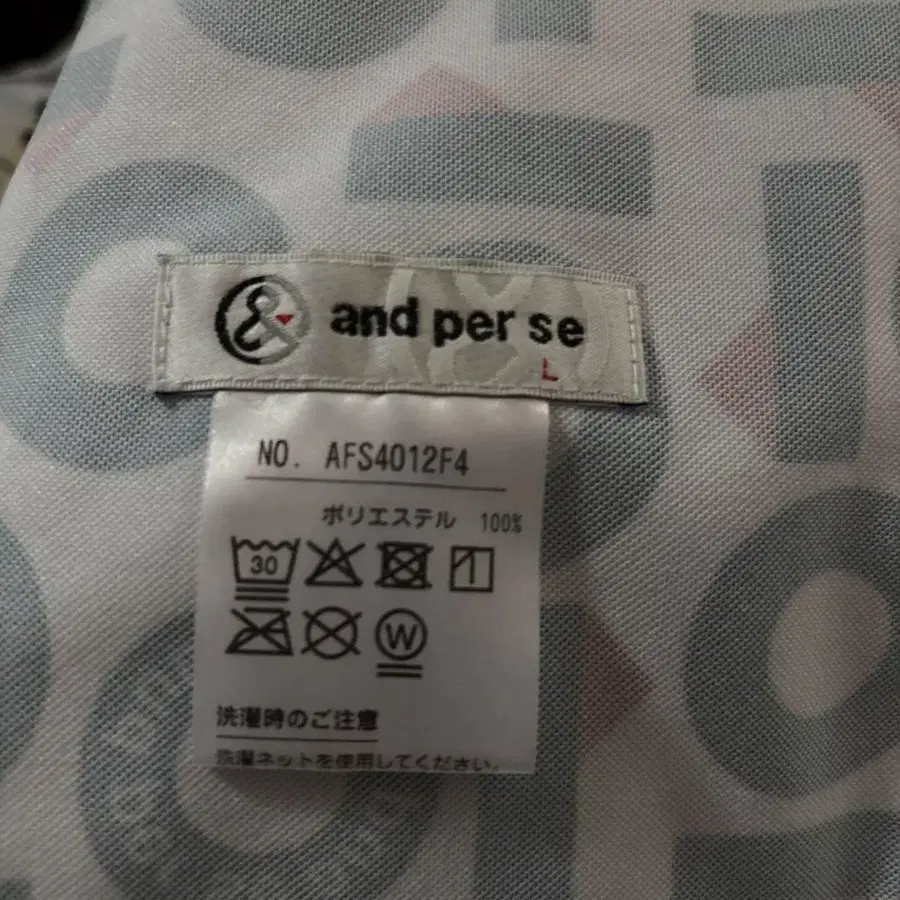 & and per se
L
NO. AFS4012F4
ポリエステル 100%
30
W
洗濯時のご注意
洗濯ネットを使用してください。